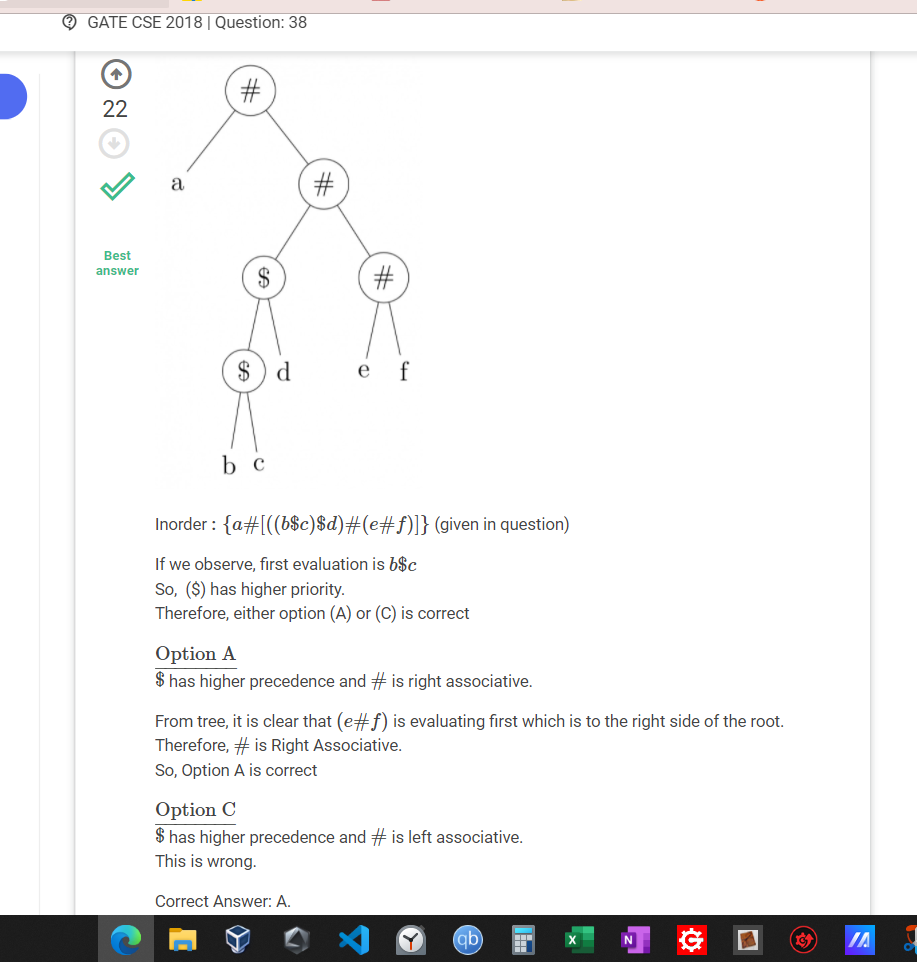 GATE CSE 2018 | Question: 38
22
Best
answer
#
a
#
$
#
$
d
e
f
b
c
Inorder : {a#[((b$c)$d)#(e#f)]} (given in question)
If we observe, first evaluation is b$c
So, ($) has higher priority.
Therefore, either option (A) or (C) is correct
Option A
$ has higher precedence and # is right associative.
From tree, it is clear that (e#f) is evaluating first which is to the right side of the root.
Therefore, # is Right Associative.
So, Option A is correct
Option C
$ has higher precedence and # is left associative.
This is wrong.
Correct Answer: A.
qb
X
N
G